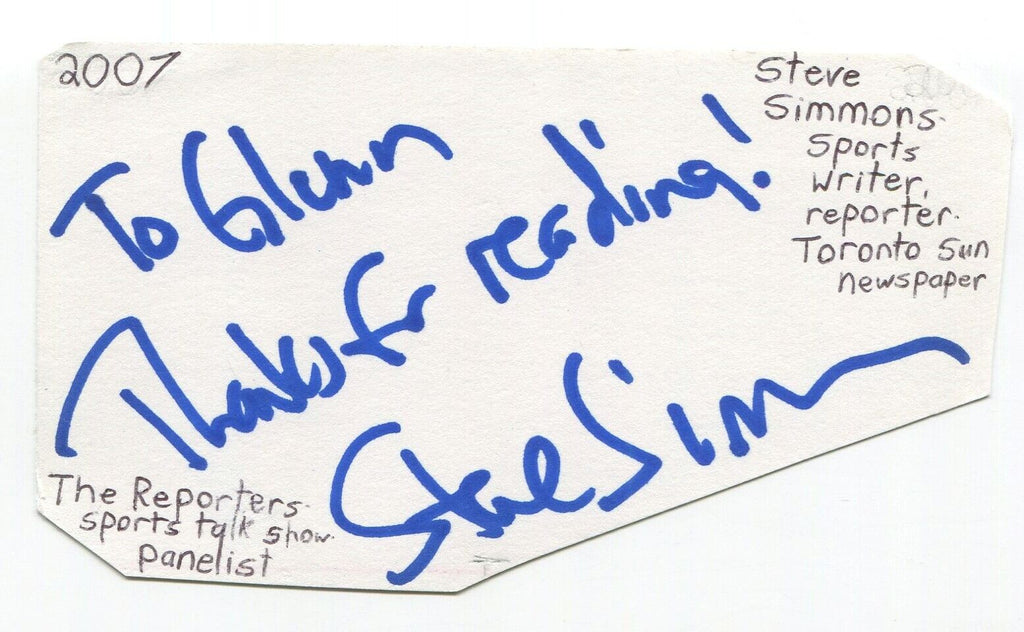 2007
Steve
Simmons-
Sports
writer,
reporter-
Toronto Sun
newspaper
To Glenn
Thanks for reading!
Steve Simm
The Reporters-
sports talk show-
panelist